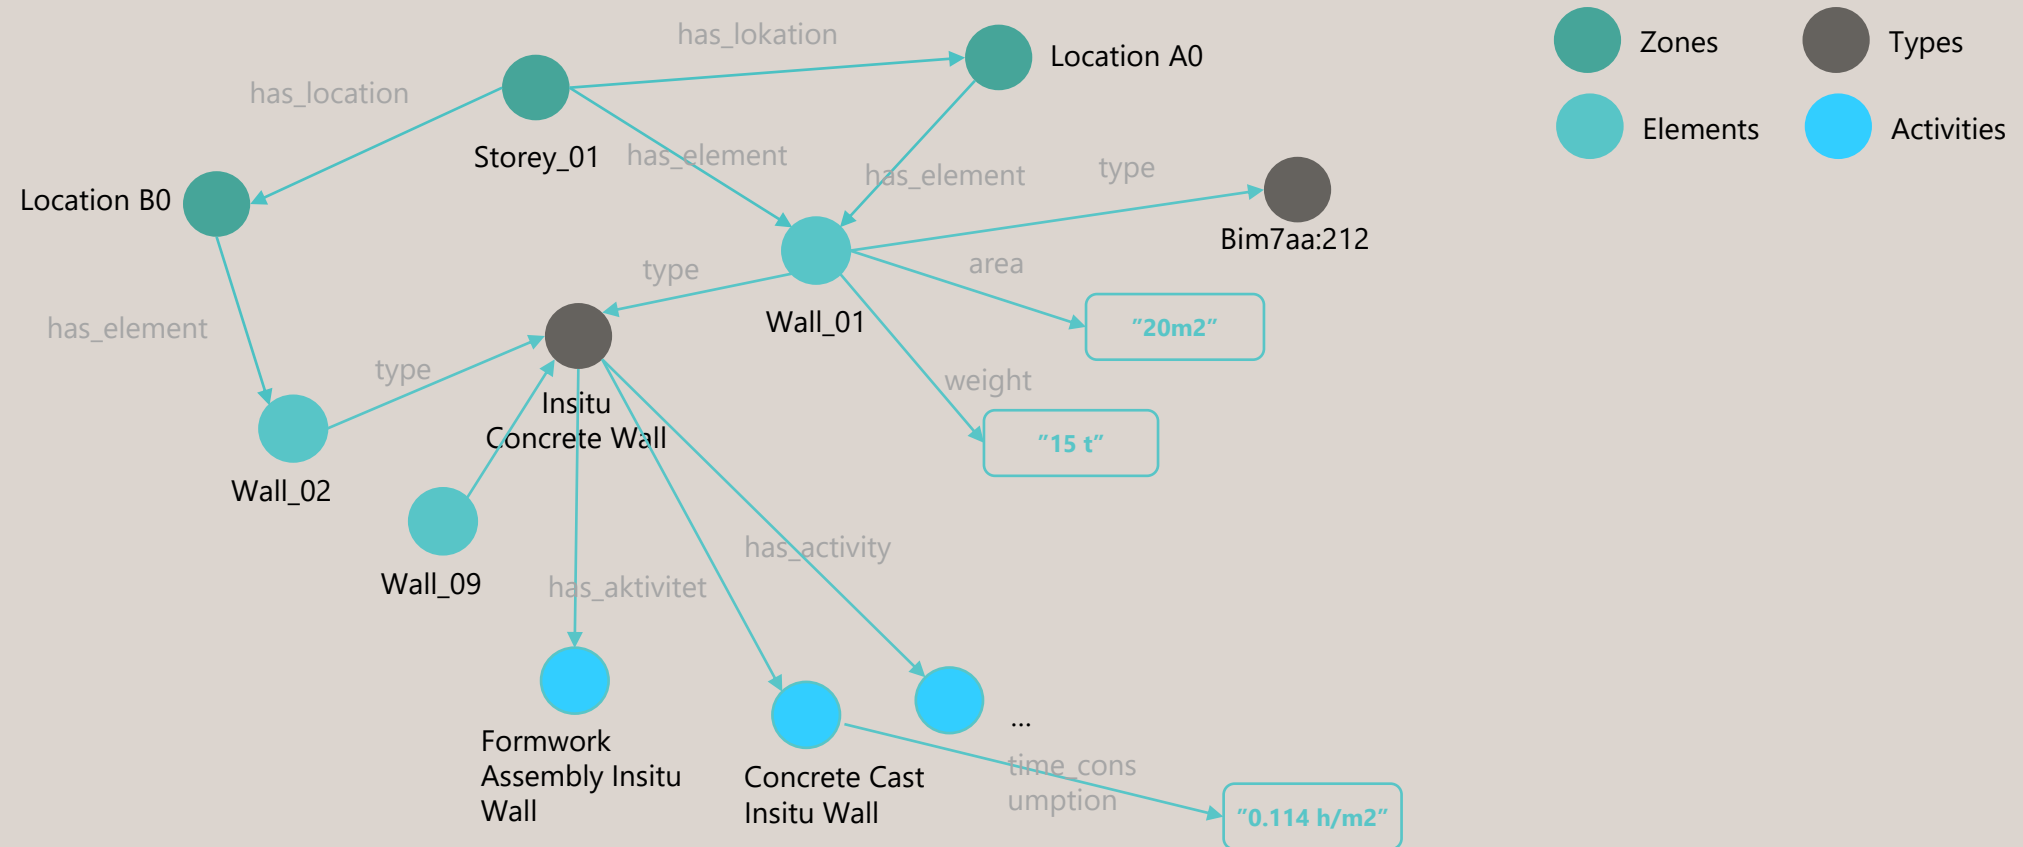 has_lokation
Location A0
Zones
Types
has_location
Storey_01
has_element
Elements
Activities
Location B0
has_element
type
Bim7aa:212
type
area
has_element
Wall_01
"20m2"
type
weight
Insitu
Concrete Wall
"15 t"
Wall_02
Wall_09
has_activity
has_aktivitet
Formwork
Assembly Insitu
Wall
...
Concrete Cast
Insitu Wall
time_cons
umption
"0.114 h/m2"